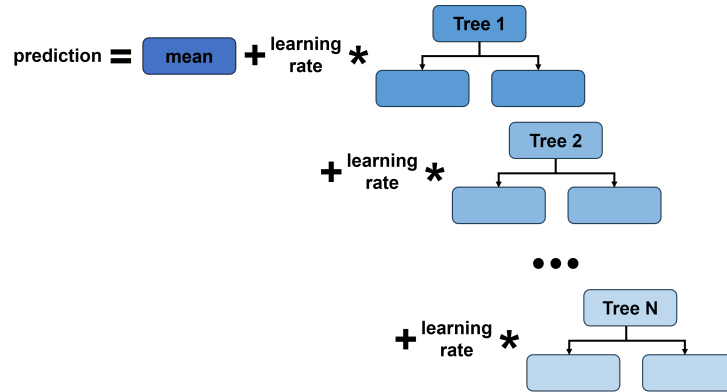 Tree 1
prediction = mean + learning rate *
Tree 2
+ learning rate *
•••
Tree N
+ learning rate *